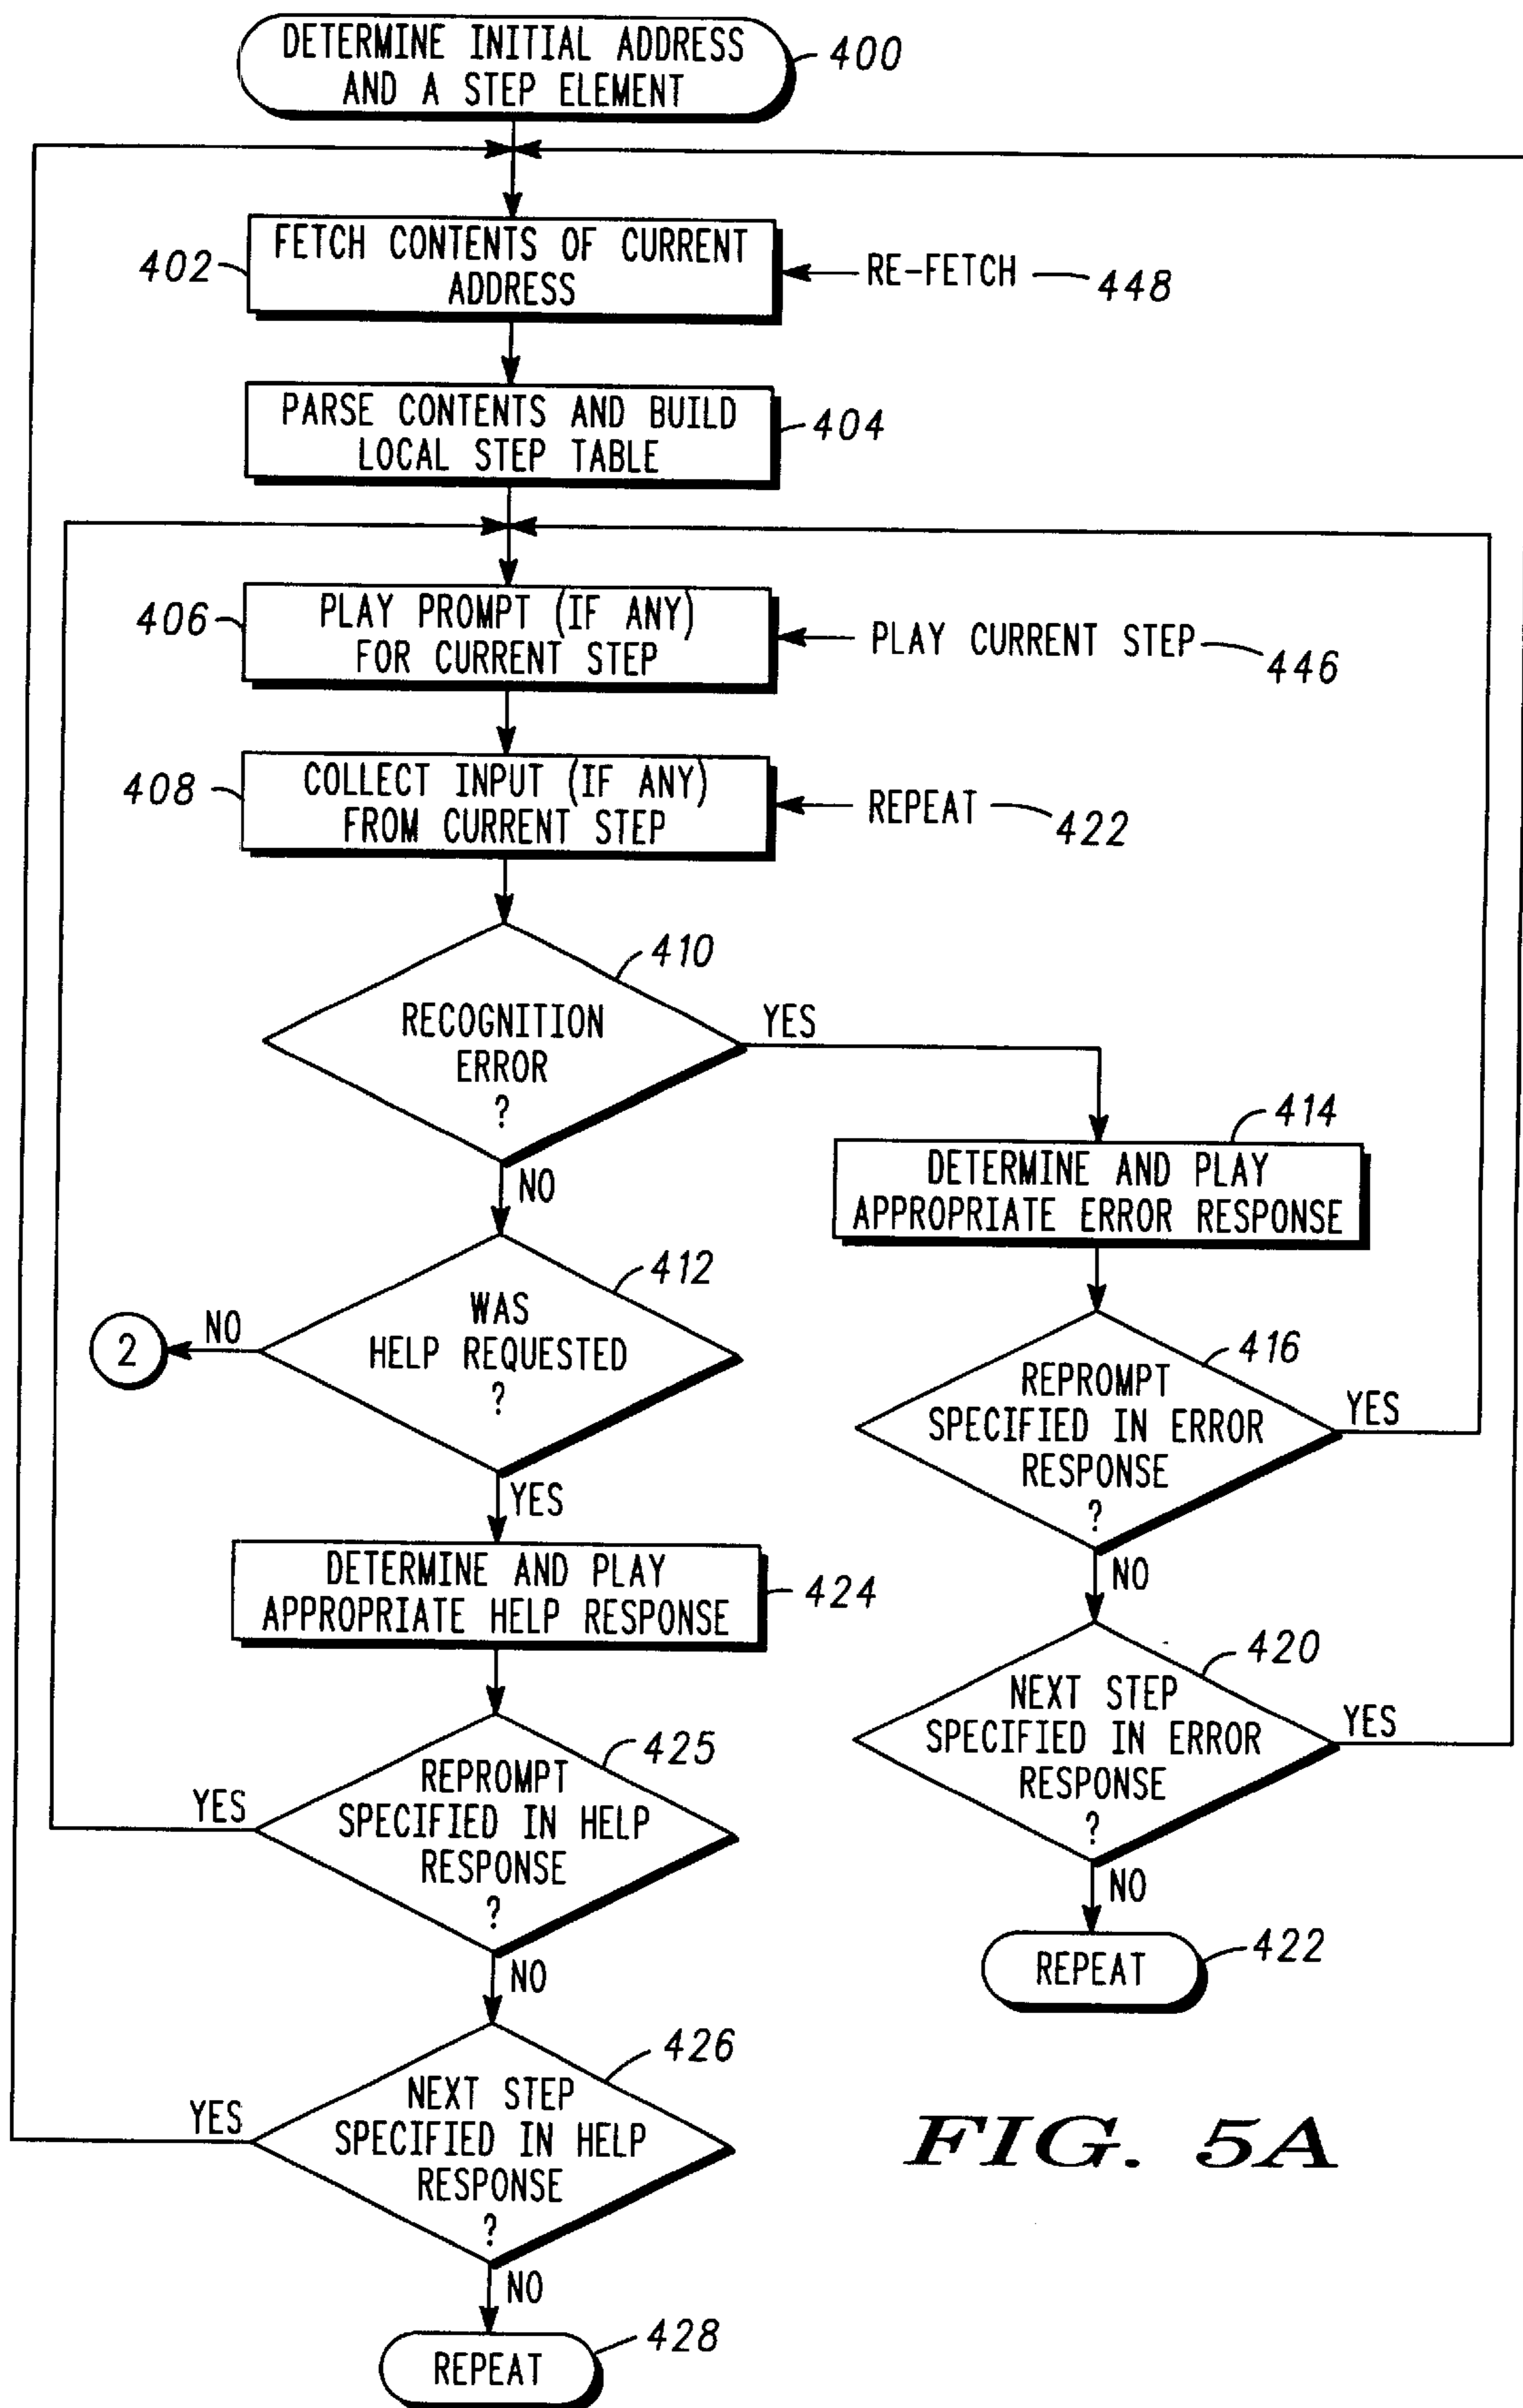 DETERMINE INITIAL ADDRESS
AND A STEP ELEMENT
400
FETCH CONTENTS OF CURRENT
ADDRESS
402
RE-FETCH
448
PARSE CONTENTS AND BUILD
LOCAL STEP TABLE
404
406
PLAY PROMPT (IF ANY)
FOR CURRENT STEP
PLAY CURRENT STEP
446
408
COLLECT INPUT (IF ANY)
FROM CURRENT STEP
REPEAT
422
410
RECOGNITION
ERROR
?
YES
NO
414
DETERMINE AND PLAY
APPROPRIATE ERROR RESPONSE
412
WAS
HELP REQUESTED
?
NO
2
YES
416
REPROMPT
SPECIFIED IN ERROR
RESPONSE
?
YES
NO
DETERMINE AND PLAY
APPROPRIATE HELP RESPONSE
424
420
NEXT STEP
SPECIFIED IN ERROR
RESPONSE
?
YES
NO
425
REPROMPT
SPECIFIED IN HELP
RESPONSE
?
YES
NO
REPEAT
422
426
NEXT STEP
SPECIFIED IN HELP
RESPONSE
?
YES
NO
REPEAT
428
FIG. 5A